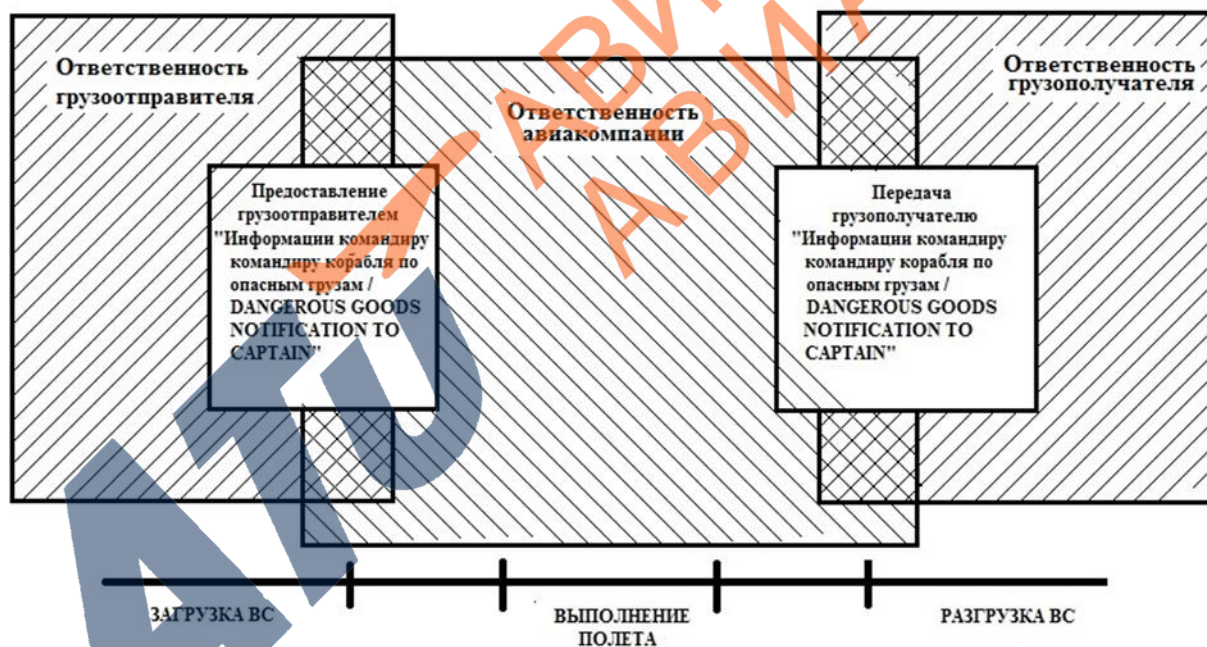 Ответственность
грузоотправителя
Ответственность
авиакомпании
Ответственность
грузополучателя
Предоставление
грузоотправителем
"Информации командиру
командиру корабля по
опасным грузам /
DANGEROUS GOODS
NOTIFICATION TO
CAPTAIN"
Передача
грузополучателю
"Информации командиру
командиру корабля по
опасным грузам /
DANGEROUS GOODS
NOTIFICATION TO
CAPTAIN"
ЗАГРУЗКА ВС
ВЫПОЛНЕНИЕ
ПОЛЕТА
РАЗГРУЗКА ВС
ATu